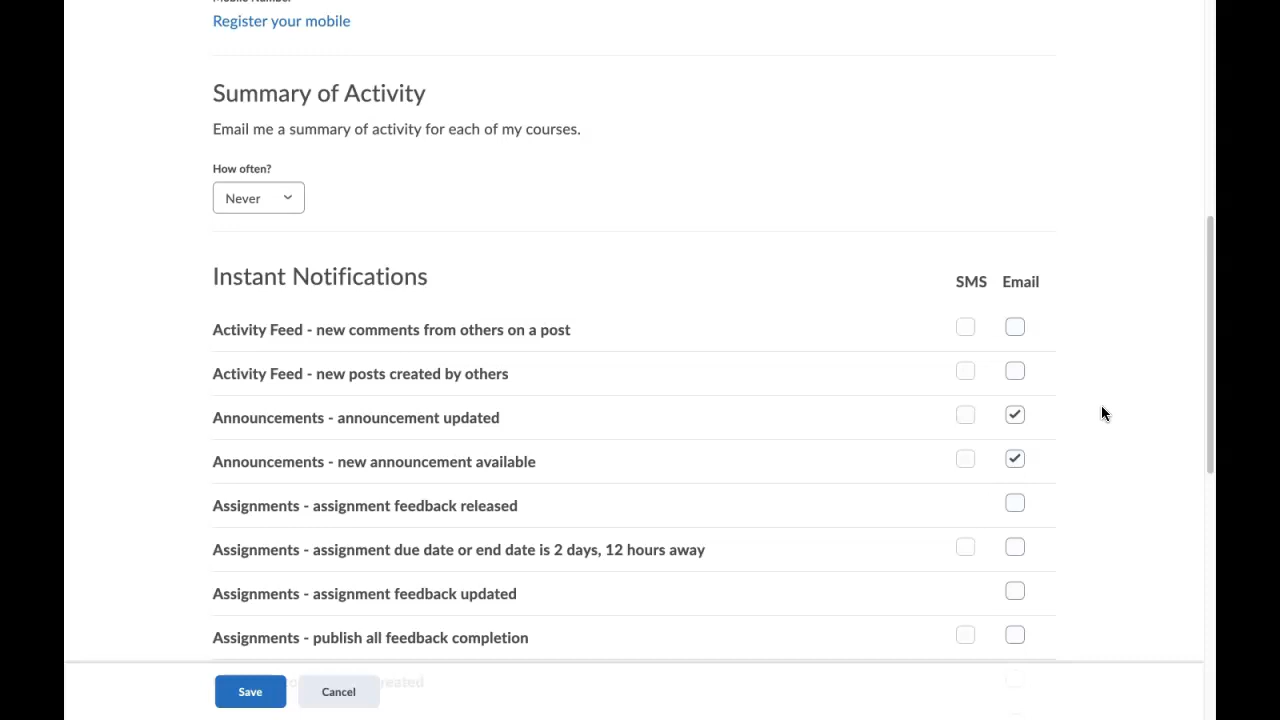 Register your mobile
Summary of Activity
Email me a summary of activity for each of my courses.
How often?
Never
Instant Notifications
SMS Email
Activity Feed - new comments from others on a post
Activity Feed - new posts created by others
Announcements - announcement updated
Announcements - new announcement available
Assignments - assignment feedback released
Assignments - assignment due date or end date is 2 days, 12 hours away
Assignments - assignment feedback updated
Assignments - publish all feedback completion
Save Cancel